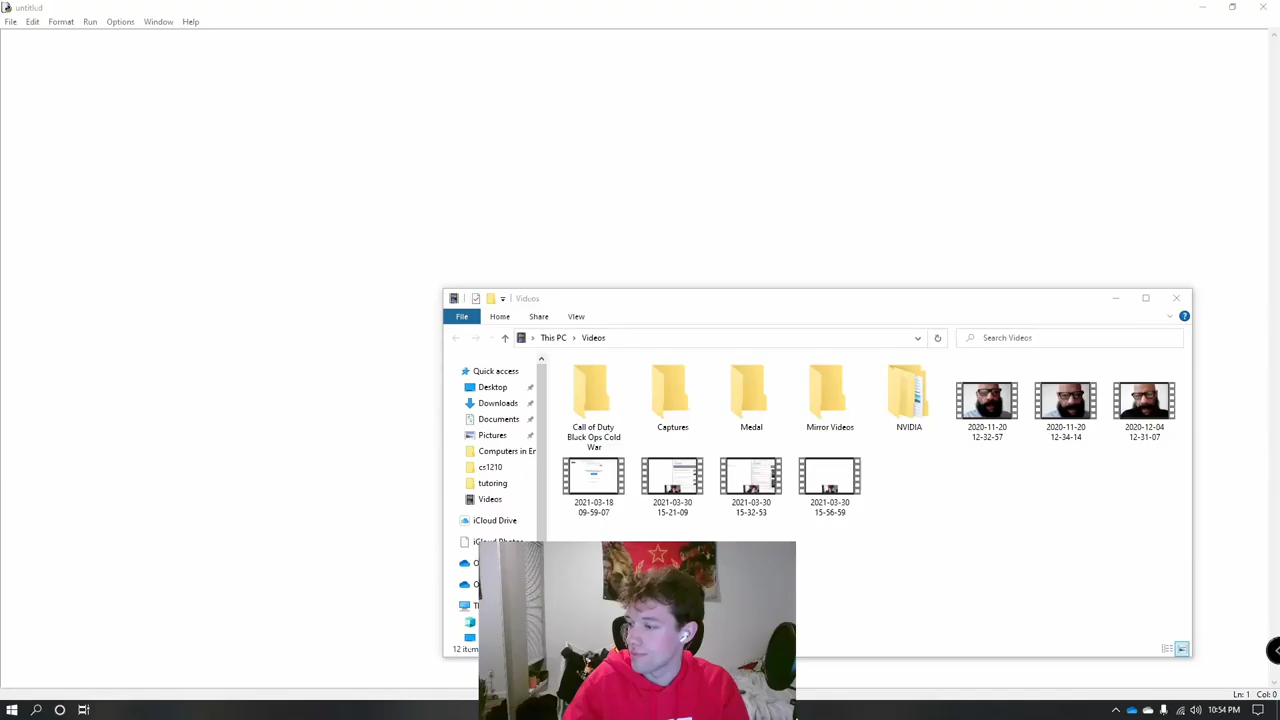 untitled
File Edit Format Run Options Window Help
Videos
File Home Share View
This PC Videos
Search Videos
Quick access
Desktop
Downloads
Documents
Pictures
Computers in Er
cs1210
tutoring
Videos
iCloud Drive
iCloud Photos
Call of Duty
Black Ops Cold
War
Captures
Medal
Mirror Videos
NVIDIA
2020-11-20
12-32-57
2020-11-20
12-34-14
2020-12-04
12-31-07
2021-03-18
09-59-07
2021-03-30
15-21-09
2021-03-30
15-32-53
2021-03-30
15-56-59
12 item
Ln: 1 Col: 0
10:54 PM